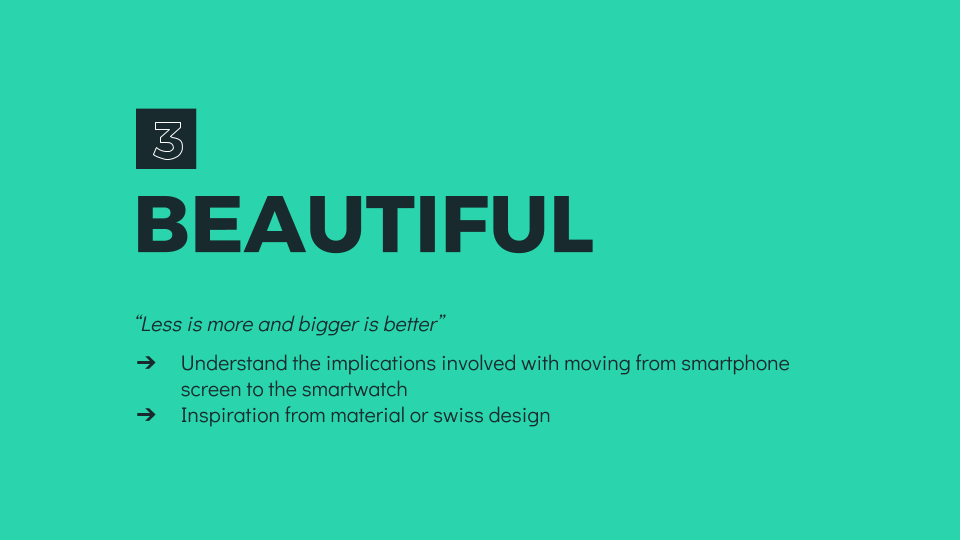 3
BEAUTIFUL
“Less is more and bigger is better”
➔ Understand the implications involved with moving from smartphone
screen to the smartwatch
➔ Inspiration from material or swiss design